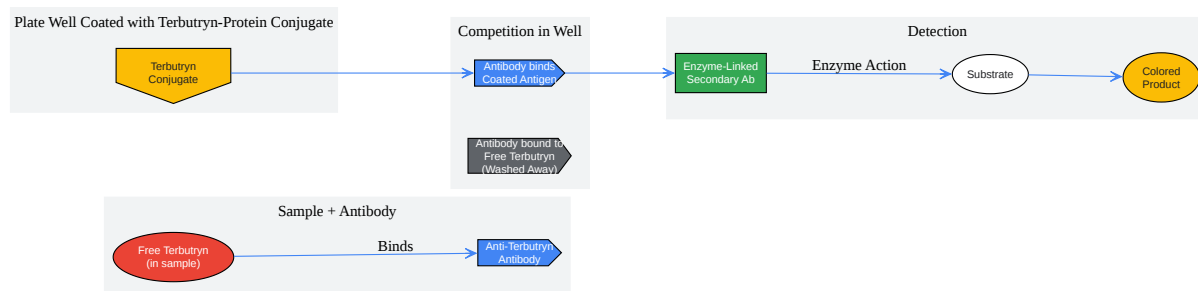 Plate Well Coated with Terbutryn-Protein Conjugate
Terbutryn
Conjugate
Competition in Well
Antibody binds
Coated Antigen
Antibody bound to
Free Terbutryn
(Washed Away)
Detection
Enzyme-Linked
Secondary Ab
Enzyme Action
Substrate
Colored
Product
Sample + Antibody
Free Terbutryn
(in sample)
Binds
Anti-Terbutryn
Antibody